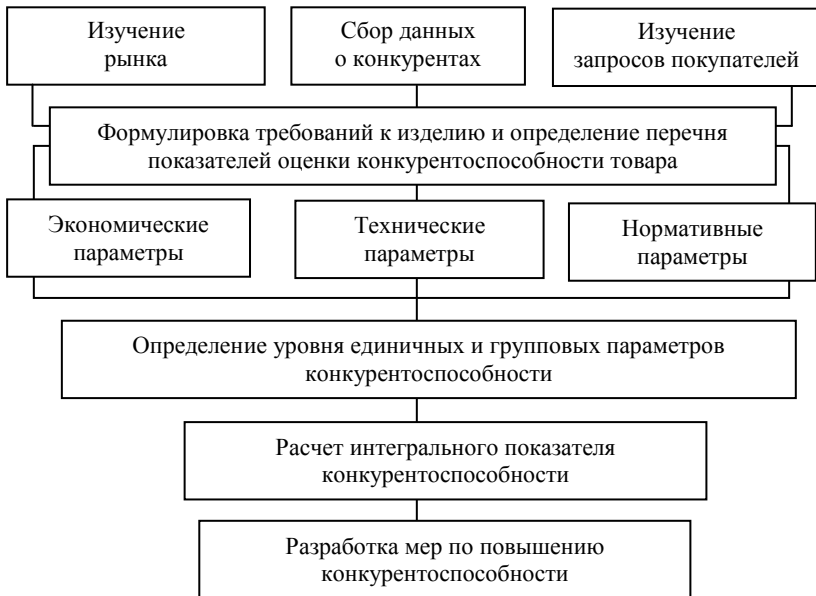 Изучение
рынка
Сбор данных
о конкурентах
Изучение
запросов покупателей
Формулировка требований к изделию и определение перечня
показателей оценки конкурентоспособности товара
Экономические
параметры
Технические
параметры
Нормативные
параметры
Определение уровня единичных и групповых параметров
конкурентоспособности
Расчет интегрального показателя
конкурентоспособности
Разработка мер по повышению
конкурентоспособности